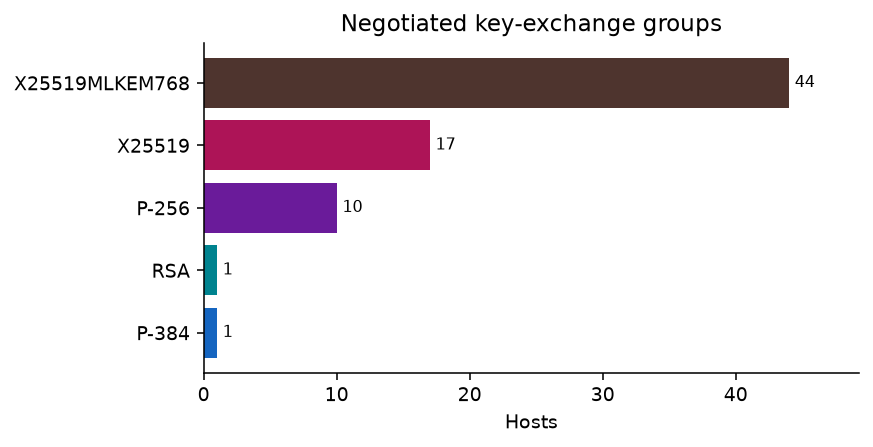 Negotiated key-exchange groups
X25519MLKEM768
44
X25519
17
P-256
10
RSA
1
P-384
1
0 10 20 30 40
Hosts